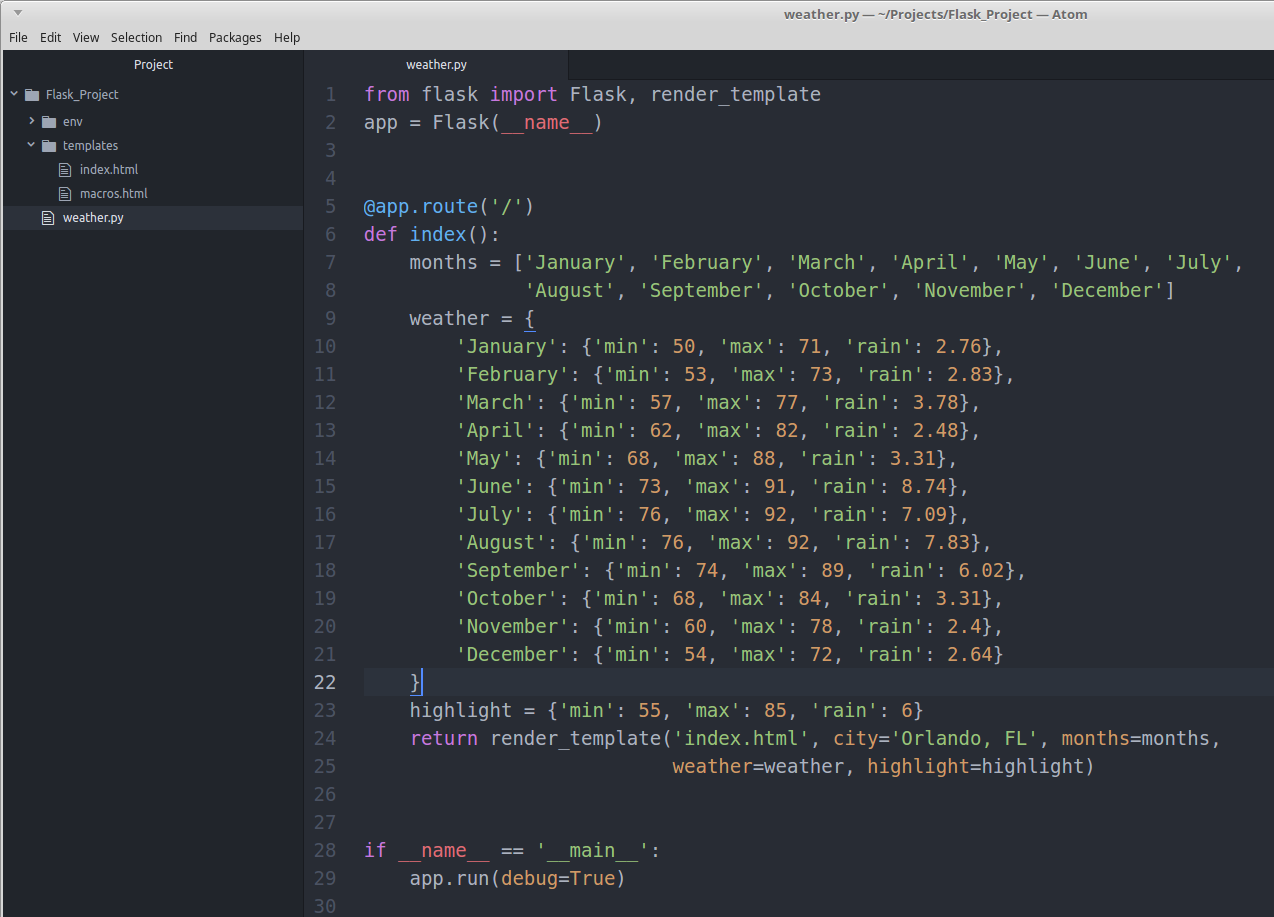 weather.py — ~/Projects/Flask_Project — Atom
File Edit View Selection Find Packages Help
Project
Flask_Project
env
templates
index.html
macros.html
weather.py
weather.py
1 from flask import Flask, render_template
2 app = Flask(__name__)
3
4
5 @app.route('/')
6 def index():
7     months = ['January', 'February', 'March', 'April', 'May', 'June', 'July',
8               'August', 'September', 'October', 'November', 'December']
9     weather = {
10         'January': {'min': 50, 'max': 71, 'rain': 2.76},
11         'February': {'min': 53, 'max': 73, 'rain': 2.83},
12         'March': {'min': 57, 'max': 77, 'rain': 3.78},
13         'April': {'min': 62, 'max': 82, 'rain': 2.48},
14         'May': {'min': 68, 'max': 88, 'rain': 3.31},
15         'June': {'min': 73, 'max': 91, 'rain': 8.74},
16         'July': {'min': 76, 'max': 92, 'rain': 7.09},
17         'August': {'min': 76, 'max': 92, 'rain': 7.83},
18         'September': {'min': 74, 'max': 89, 'rain': 6.02},
19         'October': {'min': 68, 'max': 84, 'rain': 3.31},
20         'November': {'min': 60, 'max': 78, 'rain': 2.4},
21         'December': {'min': 54, 'max': 72, 'rain': 2.64}
22     }
23     highlight = {'min': 55, 'max': 85, 'rain': 6}
24     return render_template('index.html', city='Orlando, FL', months=months,
25                            weather=weather, highlight=highlight)
26
27
28 if __name__ == '__main__':
29     app.run(debug=True)
30